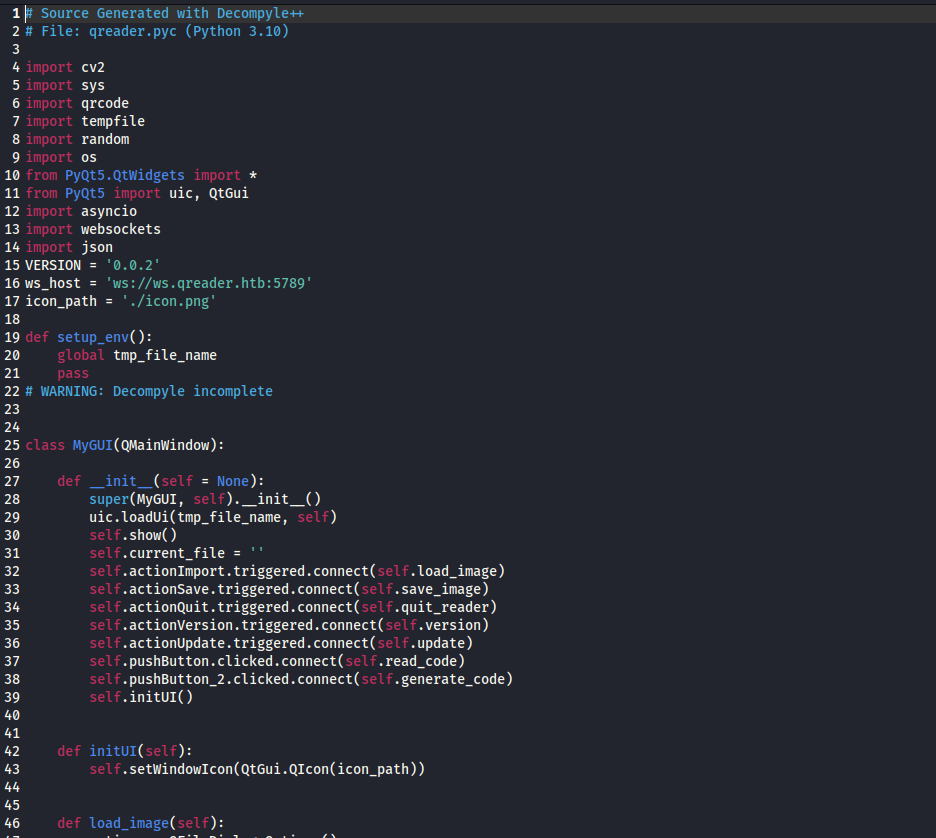 1 # Source Generated with Decompyle++
2 # File: qreader.pyc (Python 3.10)
3
4 import cv2
5 import sys
6 import qrcode
7 import tempfile
8 import random
9 import os
10 from PyQt5.QtWidgets import *
11 from PyQt5 import uic, QtGui
12 import asyncio
13 import websockets
14 import json
15 VERSION = '0.0.2'
16 ws_host = 'ws://ws.qreader.htb:5789'
17 icon_path = './icon.png'
18
19 def setup_env():
20     global tmp_file_name
21     pass
22 # WARNING: Decompyle incomplete
23
24
25 class MyGUI(QMainWindow):
26
27     def __init__(self = None):
28         super(MyGUI, self).__init__()
29         uic.loadUi(tmp_file_name, self)
30         self.show()
31         self.current_file = ''
32         self.actionImport.triggered.connect(self.load_image)
33         self.actionSave.triggered.connect(self.save_image)
34         self.actionQuit.triggered.connect(self.quit_reader)
35         self.actionVersion.triggered.connect(self.version)
36         self.actionUpdate.triggered.connect(self.update)
37         self.pushButton.clicked.connect(self.read_code)
38         self.pushButton_2.clicked.connect(self.generate_code)
39         self.initUI()
40
41
42     def initUI(self):
43         self.setWindowIcon(QtGui.QIcon(icon_path))
44
45
46     def load_image(self):